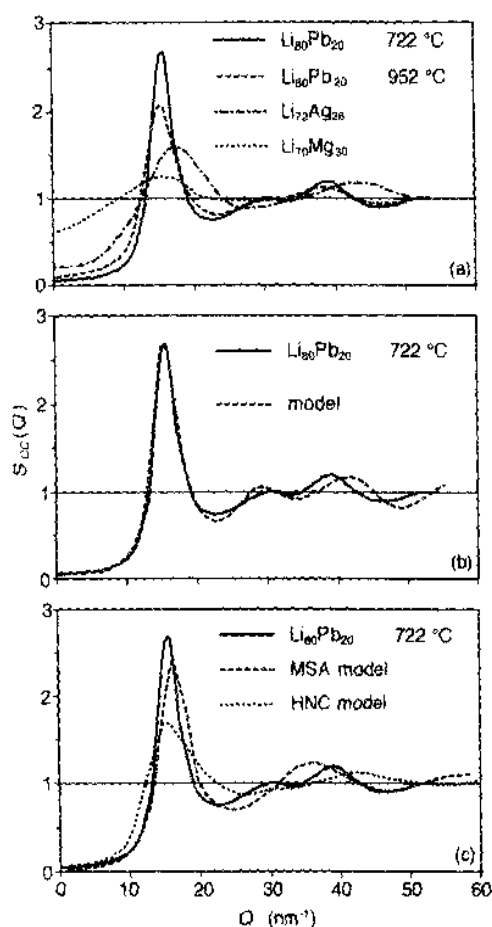 3
Li₈₀Pb₂₀ 722 °C
Li₈₀Pb₂₀ 952 °C
2
Li₇₂Ag₂₈
Li₇₀Mg₃₀
1
(a)
0
3
Li₈₀Pb₂₀ 722 °C
2
model
S_CC(Q)
1
(b)
0
3
Li₈₀Pb₂₀ 722 °C
MSA model
2
HNC model
1
(c)
0
0 10 20 30 40 50 60
Q (nm⁻¹)